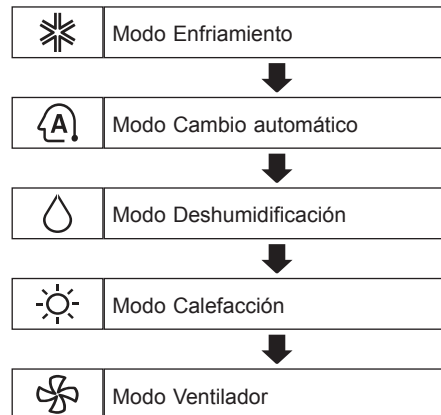 Modo Enfriamiento
A
Modo Cambio automático
Modo Deshumidificación
Modo Calefacción
Modo Ventilador